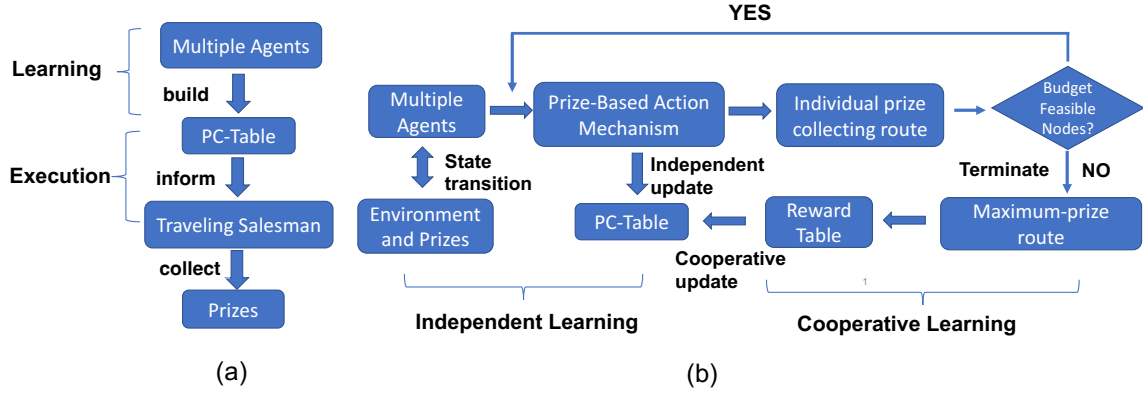 Learning
Multiple Agents
build
PC-Table
Execution
inform
Traveling Salesman
collect
Prizes
(a)
YES
Multiple
Agents
Prize-Based Action
Mechanism
Individual prize
collecting route
Budget
Feasible
Nodes?
State
transition
Independent
update
Terminate
NO
Environment
and Prizes
PC-Table
Reward
Table
Maximum-prize
route
Cooperative
update
1
Independent Learning
Cooperative Learning
(b)